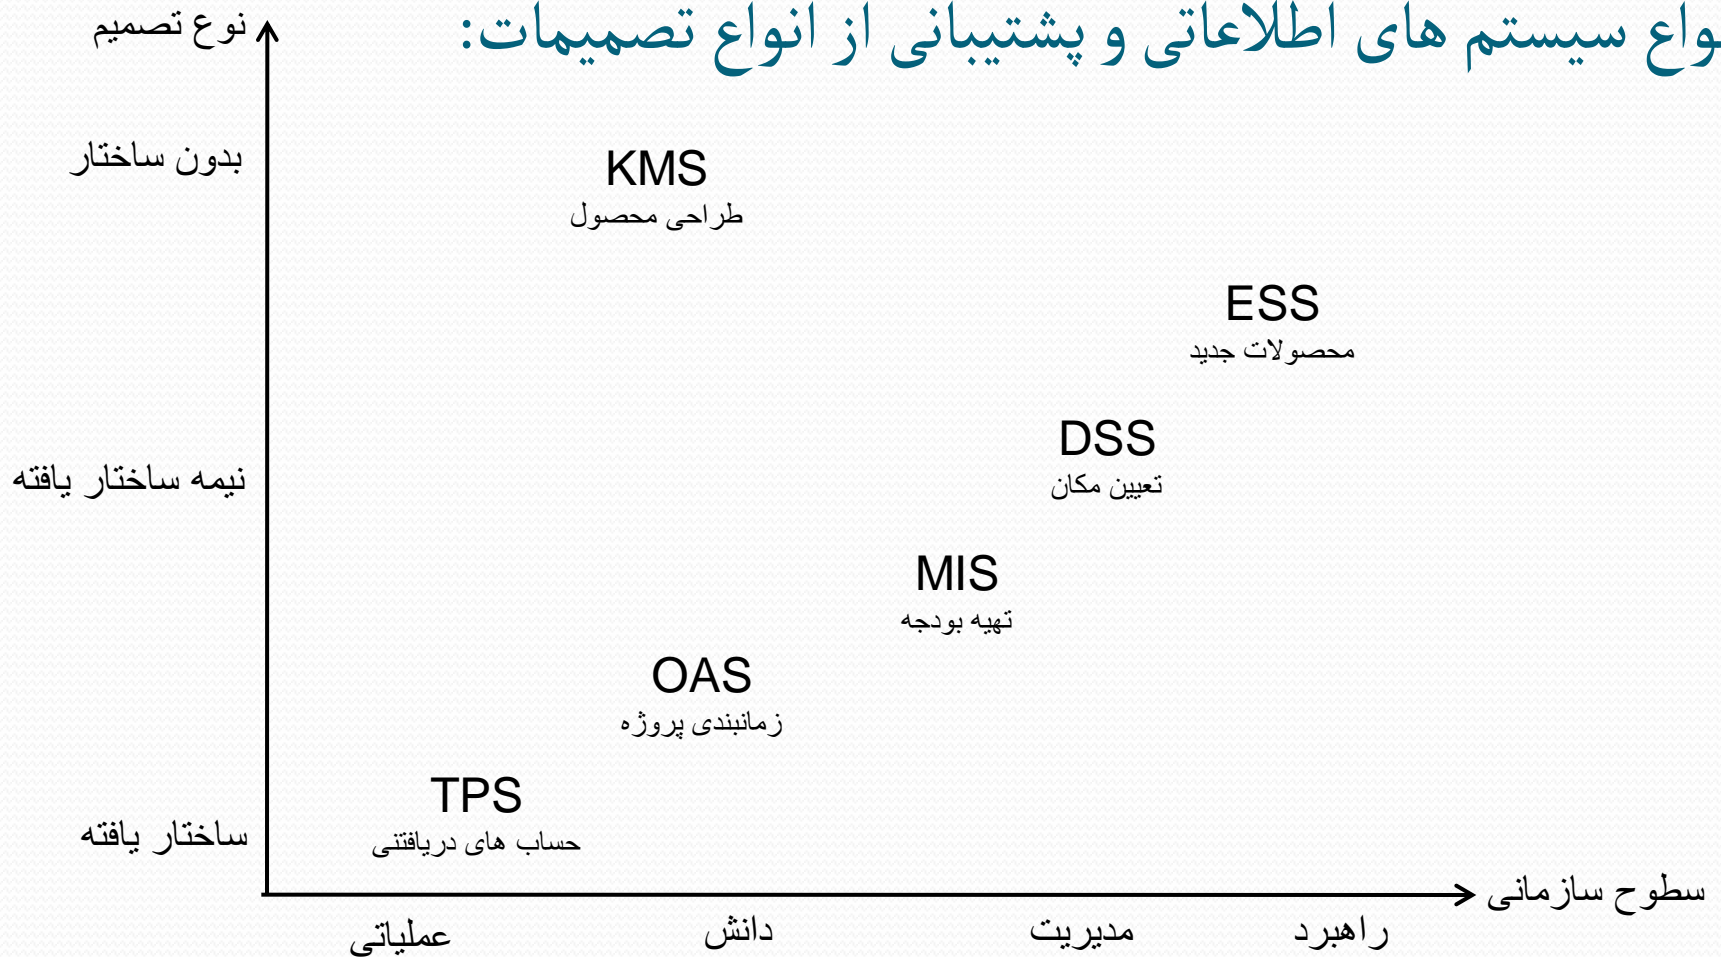 واع سیستم های اطلاعاتی و پشتیبانی از انواع تصمیمات:
نوع تصمیم
بدون ساختار
KMS
طراحی محصول
ESS
محصولات جدید
DSS
تعیین مکان
نیمه ساختار یافته
MIS
تهیه بودجه
OAS
زمانبندی پروژه
TPS
حساب های دریافتنی
ساختار یافته
سطوح سازمانی
عملیاتی
دانش
مدیریت
راهبرد